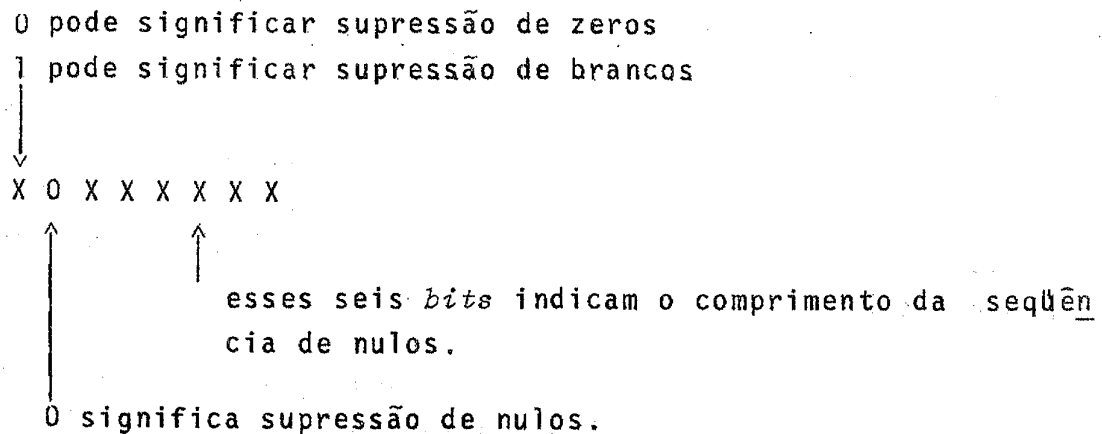 0 pode significar supressão de zeros
1 pode significar supressão de brancos
X 0 X X X X X X
esses seis bits indicam o comprimento da seqüên
cia de nulos.
0 significa supressão de nulos.